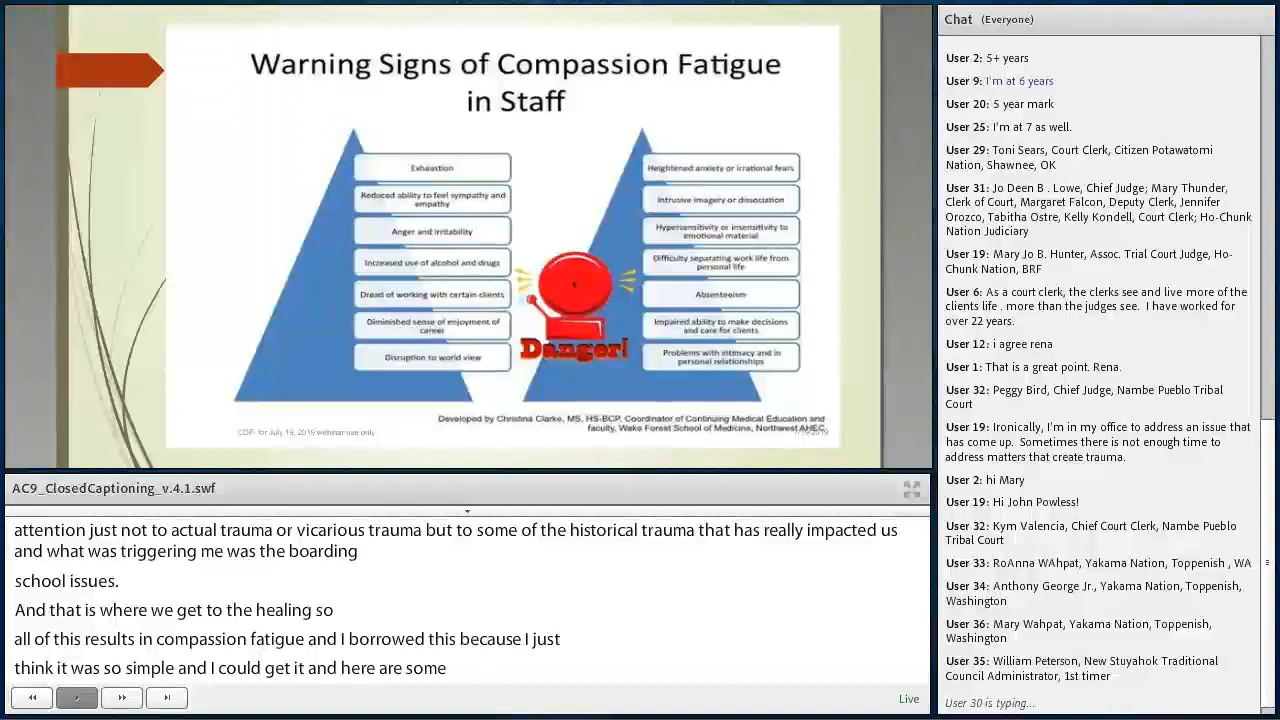 Warning Signs of Compassion Fatigue
in Staff
Exhaustion
Reduced ability to feel sympathy and
empathy
Anger and Irritability
Increased use of alcohol and drugs
Dread of working with certain clients
Diminished sense of enjoyment of
career
Disruption to world view
Heightened anxiety or irrational fears
Intrusive imagery or dissociation
Hypersensitivity or insensitivity to
emotional material
Difficulty separating work life from
personal life
Absenteeism
Impaired ability to make decisions
and care for clients
Problems with intimacy and in
personal relationships
Danger!
Developed by Christina Clarke, MS, HS-BCP, Coordinator of Continuing Medical Education and
faculty, Wake Forest School of Medicine, Northwest AHEC
for July 19, 2019 webinar use only
AC9_ClosedCaptioning_v.4.1.swf
attention just not to actual trauma or vicarious trauma but to some of the historical trauma that has really impacted us
and what was triggering me was the boarding
school issues.
And that is where we get to the healing so
all of this results in compassion fatigue and I borrowed this because I just
think it was so simple and I could get it and here are some
Live
Chat (Everyone)
User 2: 5+ years
User 9: I'm at 6 years
User 20: 5 year mark
User 25: I'm at 7 as well.
User 29: Toni Sears, Court Clerk, Citizen Potawatomi
Nation, Shawnee, OK
User 31: Jo Deen B. Lowe, Chief Judge; Mary Thunder,
Clerk of Court, Margaret Falcon, Deputy Clerk, Jennifer
Orozco, Tabitha Ostre, Kelly Kondell, Court Clerk; Ho-Chunk
Nation Judiciary
User 19: Mary Jo B. Hunter, Assoc. Trial Court Judge, Ho-
Chunk Nation, BRF
User 6: As a court clerk, the clerks see and live more of the
clients life . more than the judges see. I have worked for
over 22 years.
User 12: i agree rena
User 1: That is a great point. Rena.
User 32: Peggy Bird, Chief Judge, Nambe Pueblo Tribal
Court
User 19: Ironically, I'm in my office to address an issue that
has come up. Sometimes there is not enough time to
address matters that create trauma.
User 2: hi Mary
User 19: Hi John Powless!
User 32: Kym Valencia, Chief Court Clerk, Nambe Pueblo
Tribal Court
User 33: RoAnna WAhpat, Yakama Nation, Toppenish , WA
User 34: Anthony George Jr., Yakama Nation, Toppenish,
Washington
User 36: Mary Wahpat, Yakama Nation, Toppenish,
Washington
User 35: William Peterson, New Stuyahok Traditional
Council Administrator, 1st timer
User 30 is typing...